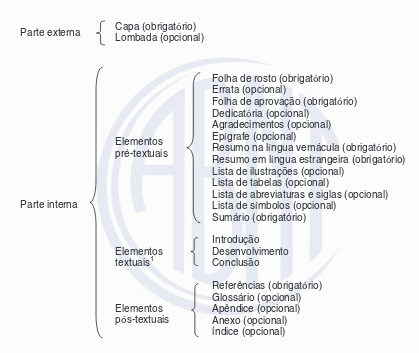 Parte externa
Capa (obrigatório)
Lombada (opcional)
Parte interna
Elementos
pré-textuais
Folha de rosto (obrigatório)
Errata (opcional)
Folha de aprovação (obrigatório)
Dedicatória (opcional)
Agradecimentos (opcional)
Epígrafe (opcional)
Resumo na língua vernácula (obrigatório)
Resumo em língua estrangeira (obrigatório)
Lista de ilustrações (opcional)
Lista de tabelas (opcional)
Lista de abreviaturas e siglas (opcional)
Lista de símbolos (opcional)
Sumário (obrigatório)
Elementos
textuais¹
Introdução
Desenvolvimento
Conclusão
Elementos
pós-textuais
Referências (obrigatório)
Glossário (opcional)
Apêndice (opcional)
Anexo (opcional)
Índice (opcional)
ABNT